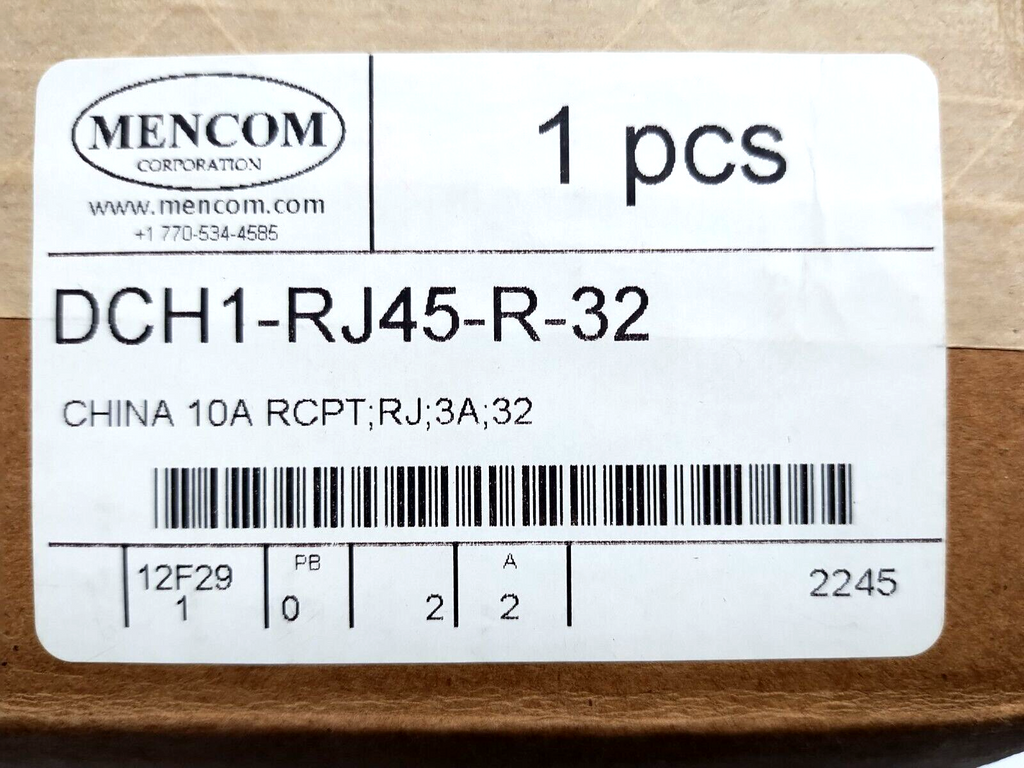 MENCOM
CORPORATION
www.mencom.com
+1 770-534-4585
1 pcs
DCH1-RJ45-R-32
CHINA 10A RCPT;RJ;3A;32
12F29
1
PB
0
2
A
2
2245